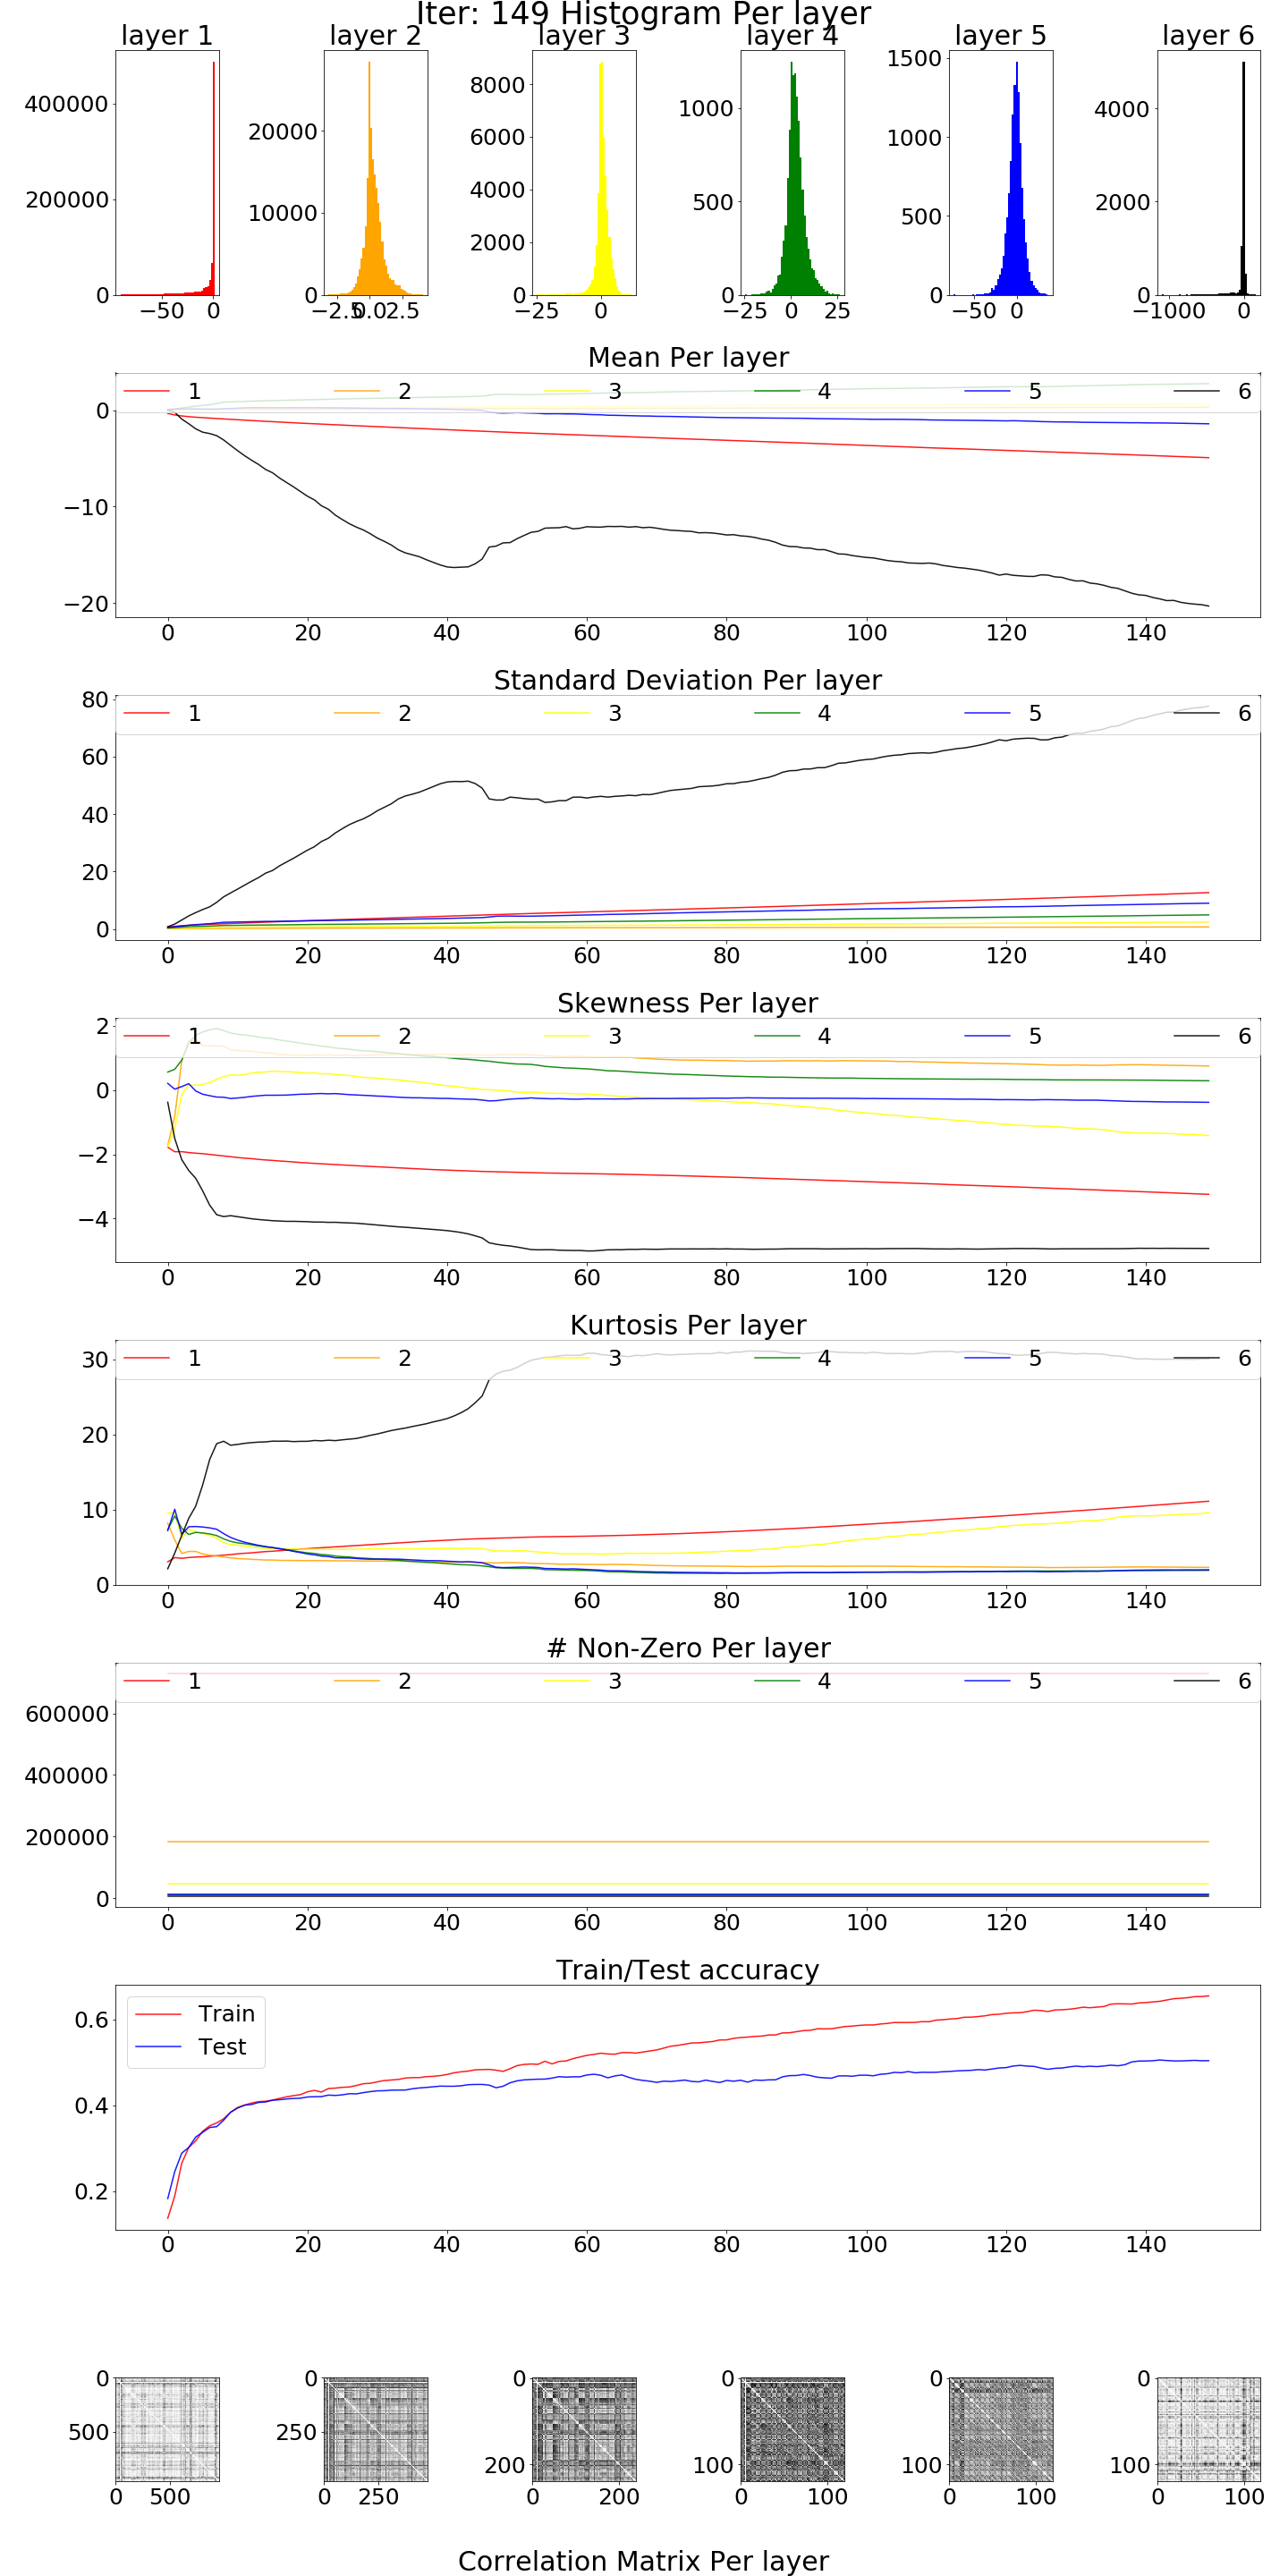 Iter: 149 Histogram Per layer
layer 1 layer 2 layer 3 layer 4 layer 5 layer 6
400000
200000
0
−50 0
20000
10000
0
−2.5 0.0 2.5
8000
6000
4000
2000
0
−25 0
1000
500
0
−25 0 25
1500
1000
500
0
−50 0
4000
2000
0
−1000 0
Mean Per layer
1 2 3 4 5 6
0
−10
−20
0 20 40 60 80 100 120 140
Standard Deviation Per layer
1 2 3 4 5 6
80
60
40
20
0
0 20 40 60 80 100 120 140
Skewness Per layer
1 2 3 4 5 6
2
0
−2
−4
0 20 40 60 80 100 120 140
Kurtosis Per layer
1 2 3 4 5 6
30
20
10
0
0 20 40 60 80 100 120 140
# Non-Zero Per layer
1 2 3 4 5 6
600000
400000
200000
0
0 20 40 60 80 100 120 140
Train/Test accuracy
Train
Test
0.6
0.4
0.2
0 20 40 60 80 100 120 140
0
500
0 500
0
250
0 250
0
200
0 200
0
100
0 100
0
100
0 100
0
100
0 100
Correlation Matrix Per layer